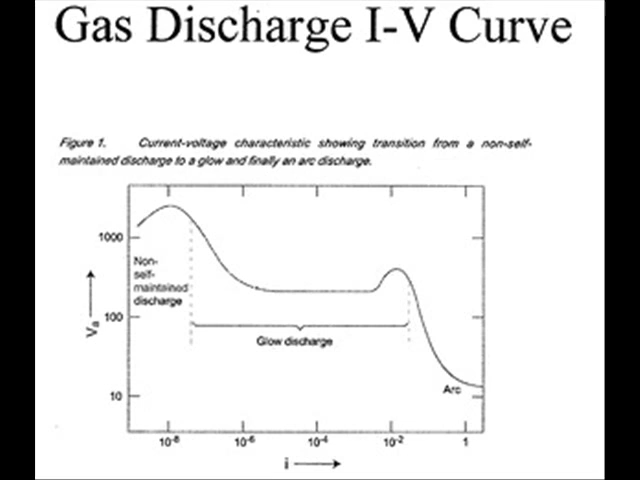 Gas Discharge I-V Curve
Figure 1. Current-voltage characteristic showing transition from a non-self-
maintained discharge to a glow and finally an arc discharge.
1000
100
10
Va
Non-
self-
maintained
discharge
Glow discharge
Arc
10-8 10-6 10-4 10-2 1
i